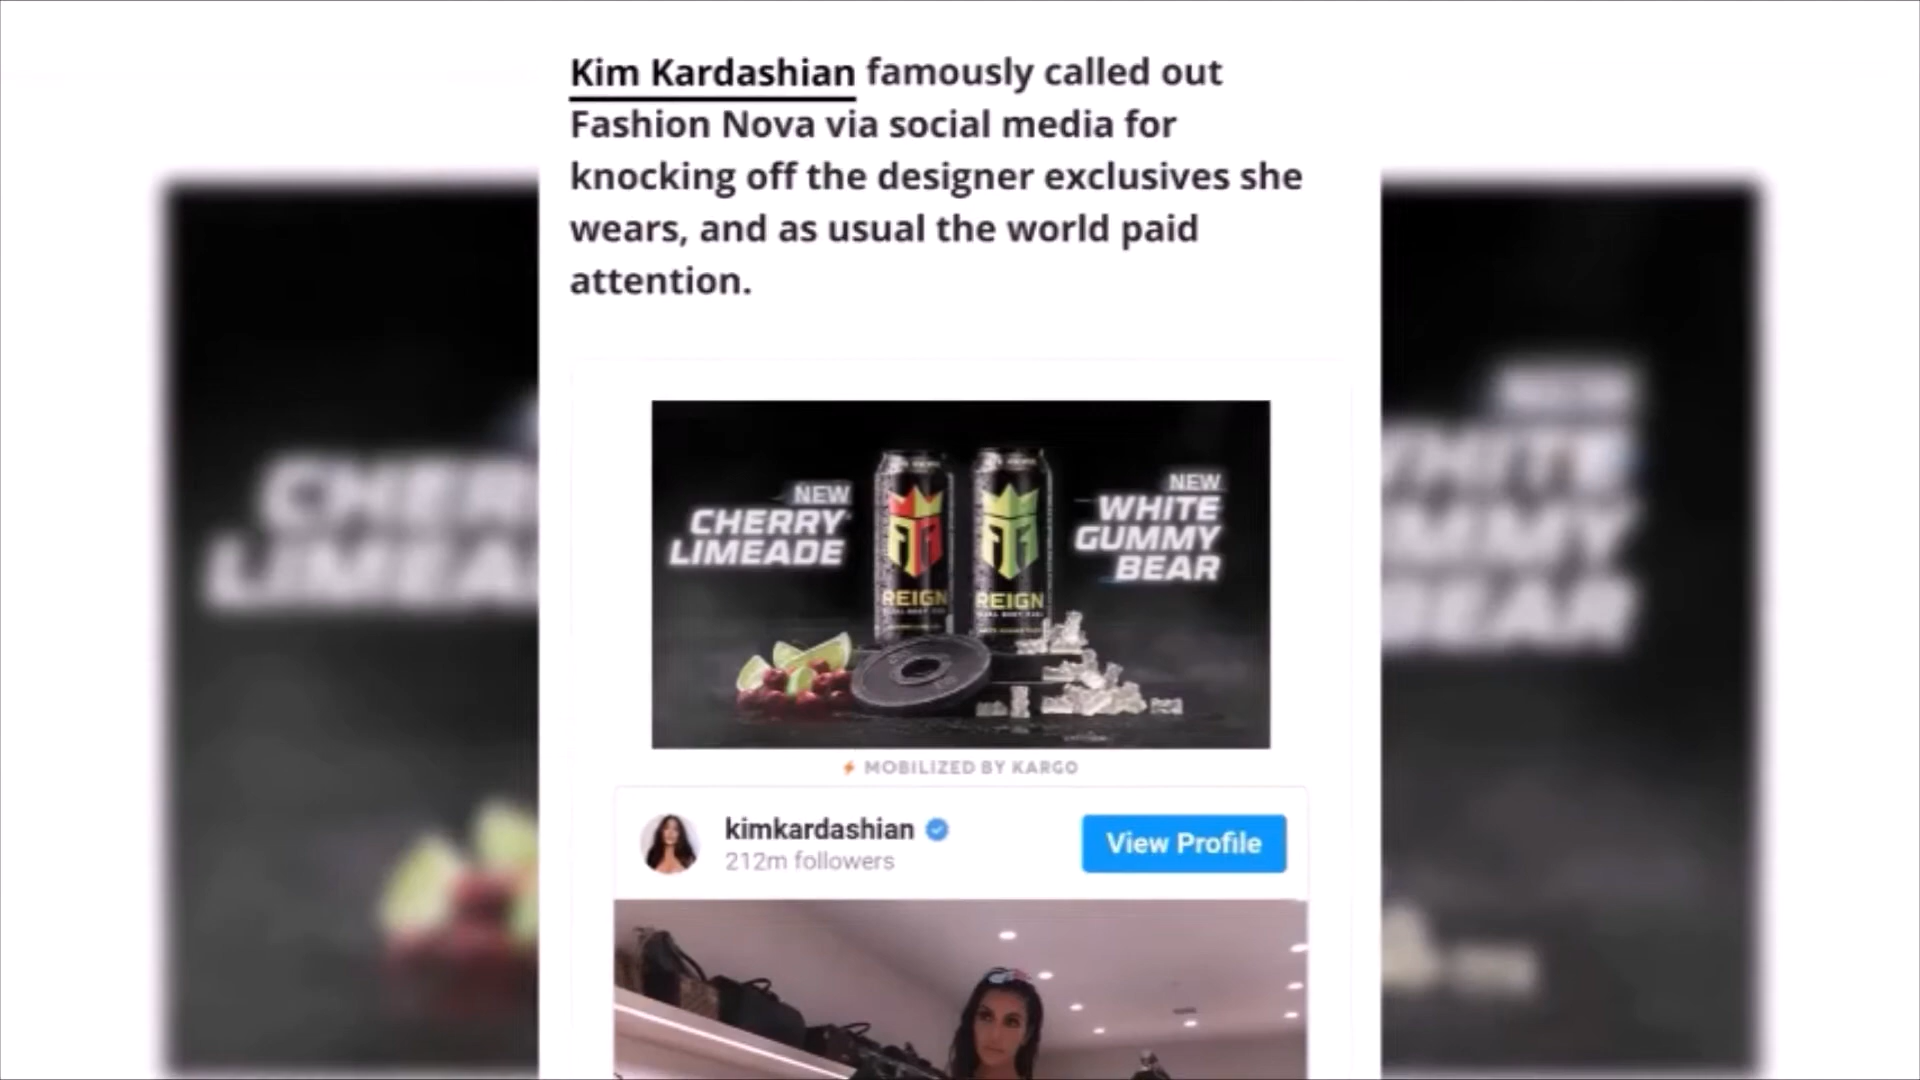 Kim Kardashian famously called out
Fashion Nova via social media for
knocking off the designer exclusives she
wears, and as usual the world paid
attention.
NEW
CHERRY
LIMEADE
NEW
WHITE
GUMMY
BEAR
REIGN
REIGN
MOBILIZED BY KARGO
kimkardashian
212m followers
View Profile